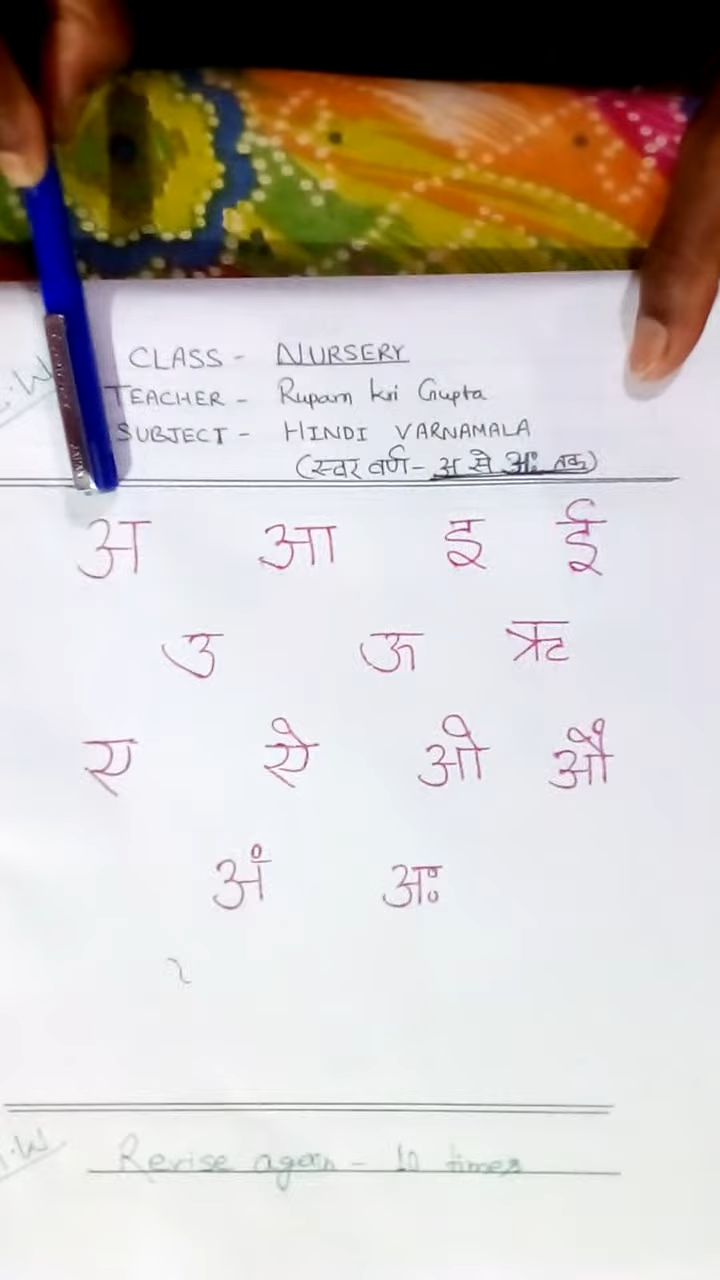 C.W
CLASS - NURSERY
TEACHER - Rupam kri Gupta
SUBJECT - HINDI VARNAMALA
(स्वर वर्ण - अ से अः तक)
अ आ इ ई
उ ऊ ऋ
ए ऐ ओ औ
अं अः
H.W
Revise again - 10 times